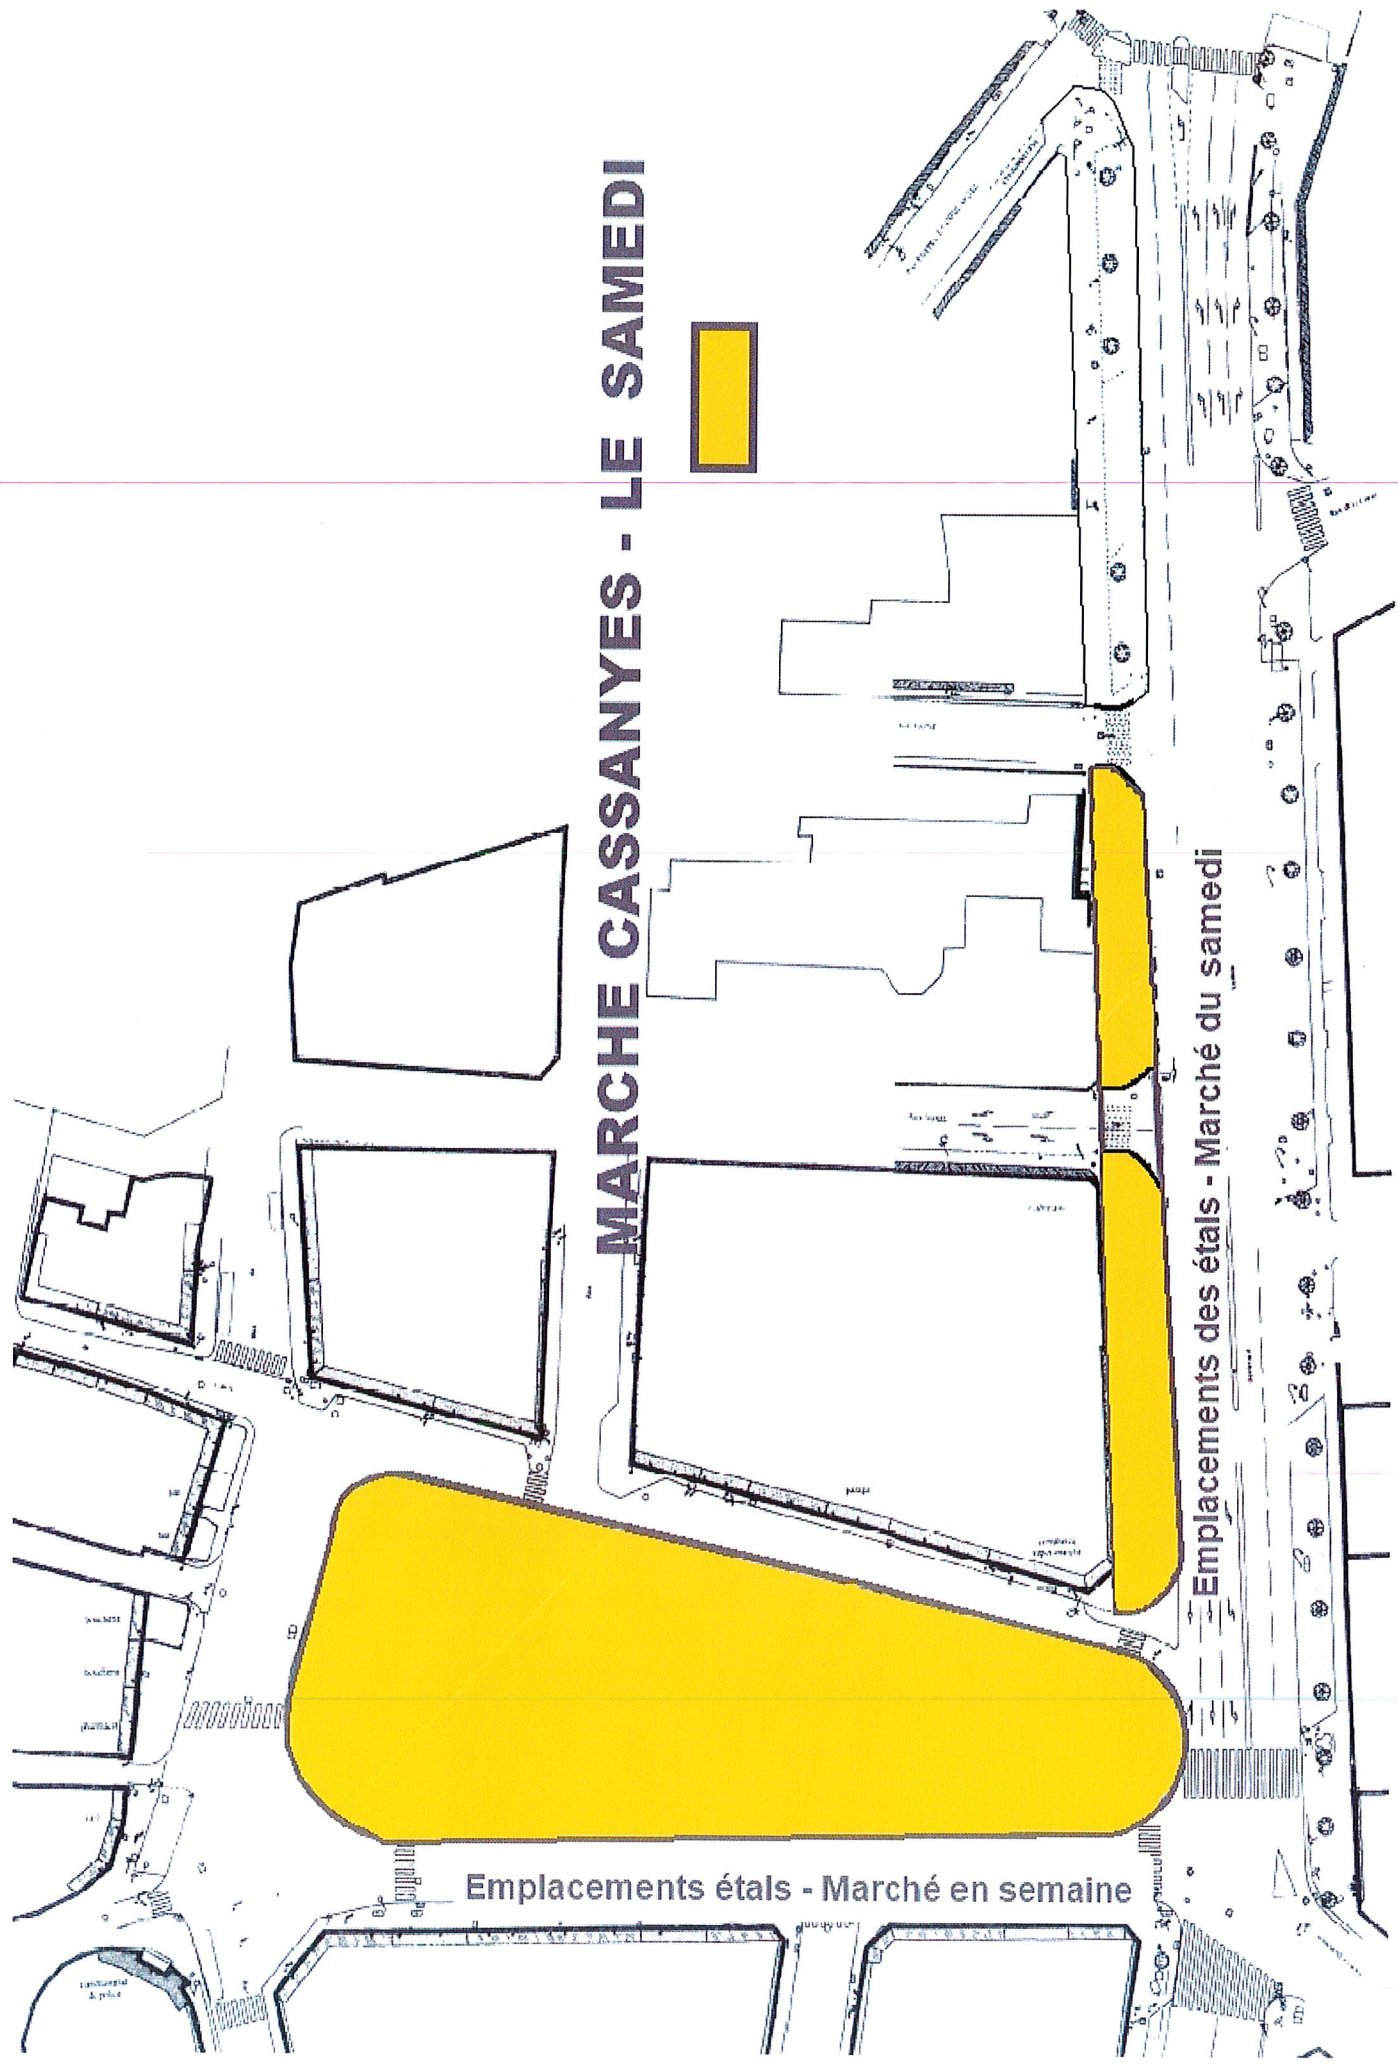 MARCHE CASSANYES - LE SAMEDI
Emplacements des étals - Marché du samedi
Emplacements étals - Marché en semaine